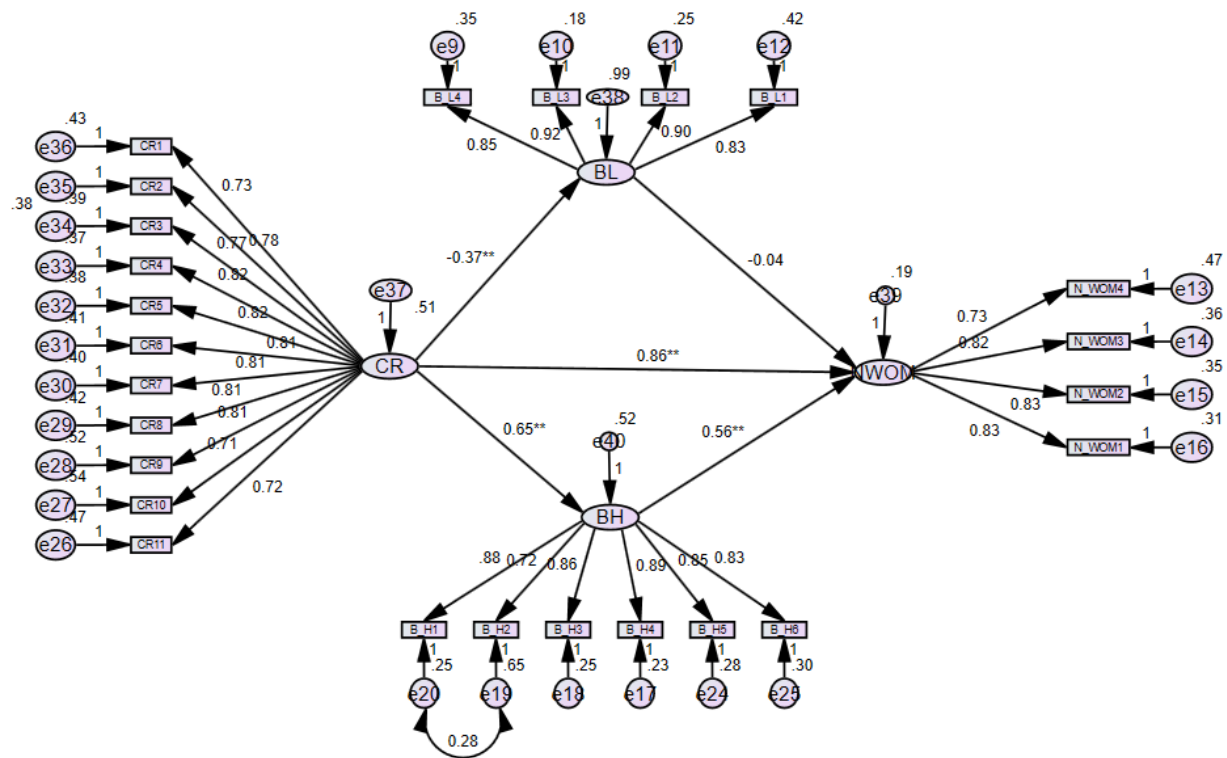 .35 .18 .25 .42
e9 e10 e11 e12
1 1 1 1
.99
B_L4 B_L3 e38 B_L2 B_L1
0.85 0.92 1 0.90 0.83
BL
.43
e36 1 CR1
0.73
e35 1 CR2
.39
.38 e34 1 CR3
0.77 0.78
.37
e33 1 CR4
0.82
.38
e32 1 CR5
0.82
.41
e31 1 CR6
0.81
.40
e30 1 CR7
0.81
.42
e29 1 CR8
0.81
.52
e28 1 CR9
0.81
.54
e27 1 CR10
0.71
.47
e26 1 CR11
0.72
-0.37** -0.04
e37 .51
1
CR
0.86**
.19
e39
1
NWOM
0.65** 0.56**
.47
N_WOM4 1 e13
0.73
.36
N_WOM3 1 e14
0.82
.35
N_WOM2 1 e15
0.83
.31
N_WOM1 1 e16
0.83
.52
e40
1
BH
.88 0.72 0.86 0.89 0.85 0.83
B_H1 B_H2 B_H3 B_H4 B_H5 B_H6
1 1 1 1 1 1
.25 .65 .25 .23 .28 .30
e20 e19 e18 e17 e24 e25
0.28